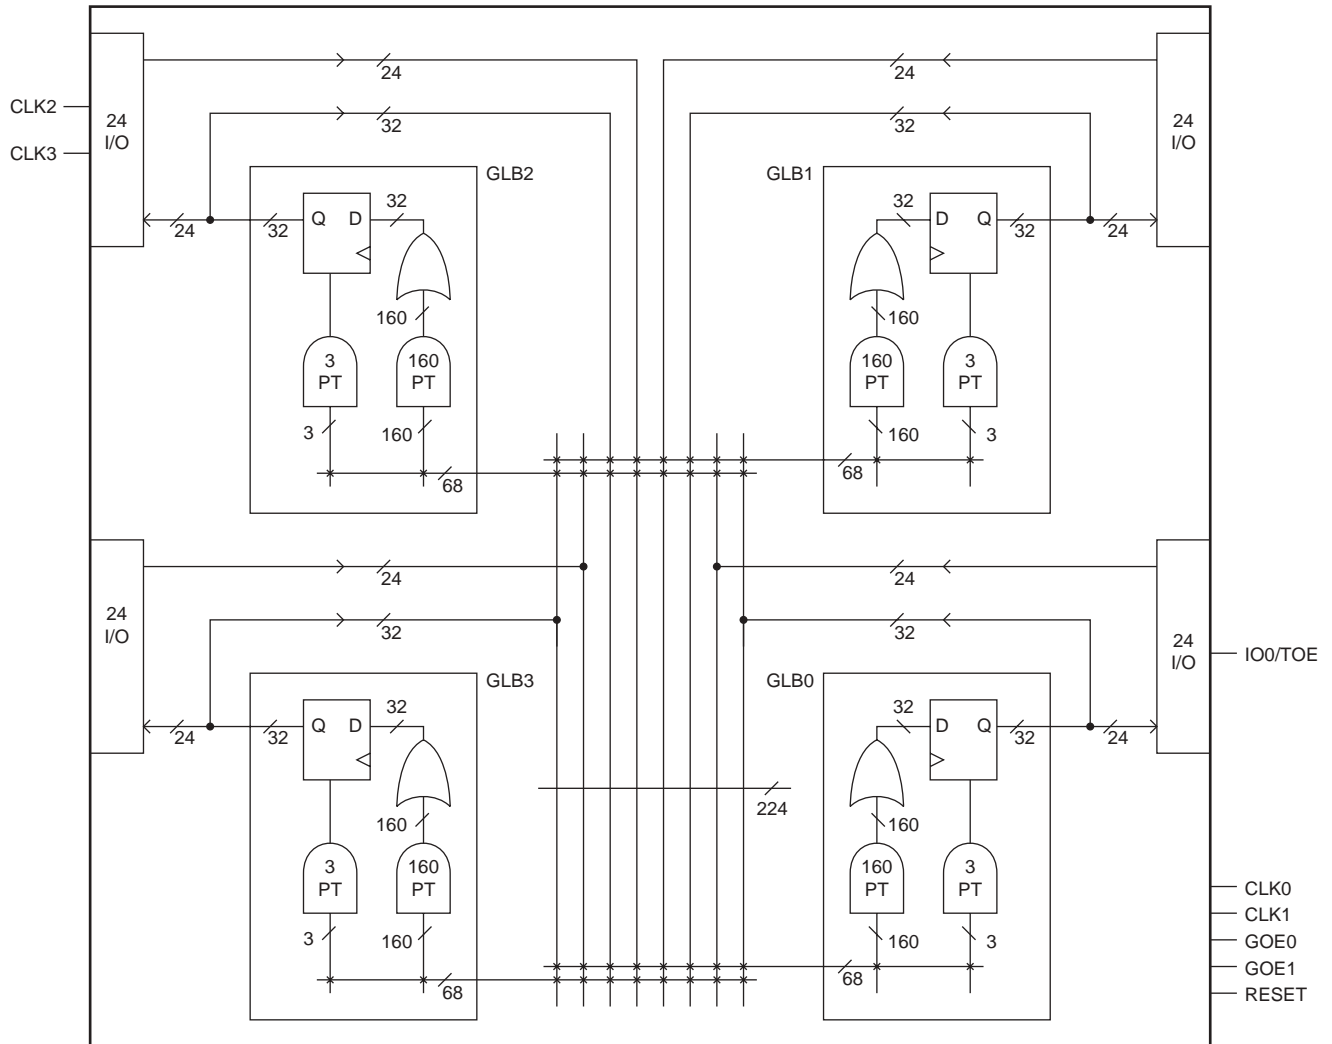 24
24
CLK2
24
I/O
32
32
24
I/O
CLK3
GLB2
GLB1
32
Q D
24
32
32
D Q
32
24
160
160
3
PT
160
PT
160
PT
3
PT
3
160
160
3
68
68
24
24
24
I/O
32
32
24
I/O
IO0/TOE
GLB3
GLB0
32
Q D
24
32
32
D Q
32
24
224
160
160
3
PT
160
PT
160
PT
3
PT
CLK0
CLK1
3
160
160
3
GOE0
68
68
GOE1
RESET